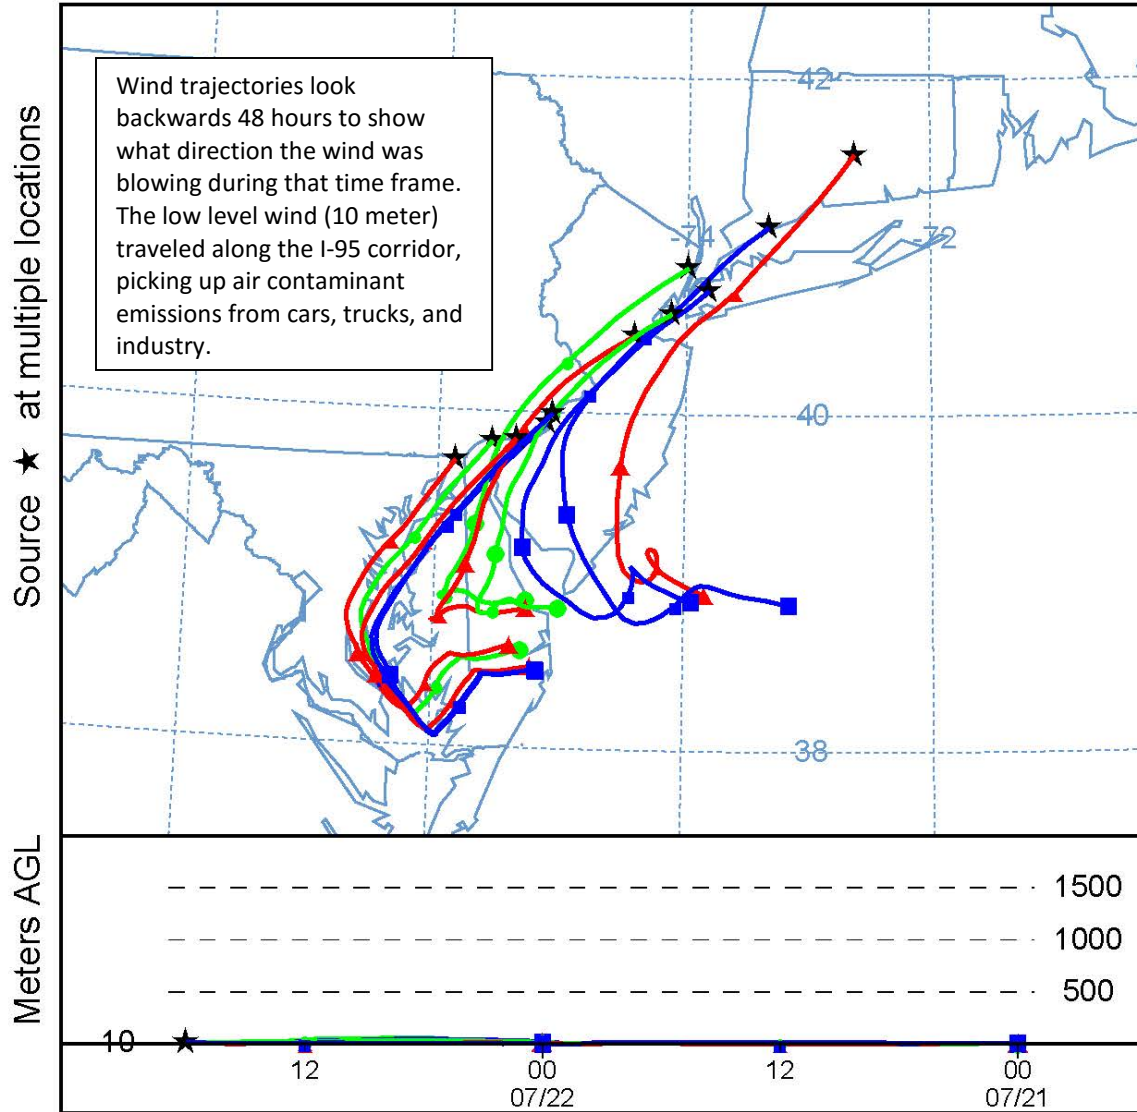 Source ★ at multiple locations
Wind trajectories look
backwards 48 hours to show
what direction the wind was
blowing during that time frame.
The low level wind (10 meter)
traveled along the I-95 corridor,
picking up air contaminant
emissions from cars, trucks, and
industry.
42
-74
-72
40
38
Meters AGL
1500
1000
500
10
12 00 12 00
07/22 07/21